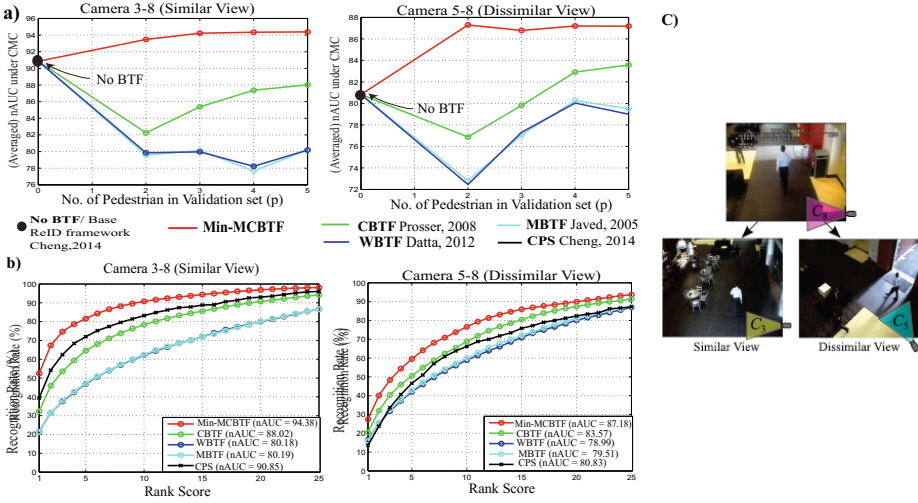 a)
Camera 3-8 (Similar View)
(Averaged) nAUC under CMC
96
94
92
90
88
86
84
82
80
78
76
No BTF
0 1 2 3 4 5
No. of Pedestrian in Validation set (p)
Camera 5-8 (Dissimilar View)
(Averaged) nAUC under CMC
88
86
84
82
80
78
76
74
72
No BTF
0 1 2 3 4 5
No. of Pedestrian in Validation set (p)
No BTF/ Base
ReID framework
Cheng,2014
Min-MCBTF
CBTF Prosser, 2008
MBTF Javed, 2005
WBTF Datta, 2012
CPS Cheng, 2014
b)
Camera 3-8 (Similar View)
Recognition Rate (%)
Recognition Rate (%)
100
90
80
70
60
50
40
30
20
10
0
Min-MCBTF (nAUC = 94.38)
CBTF (nAUC = 88.02)
WBTF (nAUC = 80.18)
MBTF (nAUC = 80.19)
CPS (nAUC = 90.85)
1 5 10 15 20 25
Rank Score
Camera 5-8 (Dissimilar View)
Recognition Rate (%)
Recognition Rate (%)
100
90
80
70
60
50
40
30
20
10
0
Min-MCBTF (nAUC = 87.18)
CBTF (nAUC = 83.57)
WBTF (nAUC = 78.99)
MBTF (nAUC = 79.51)
CPS (nAUC = 80.83)
1 5 10 15 20 25
Rank Score
C)
C8
C3
C5
Similar View
Dissimilar View